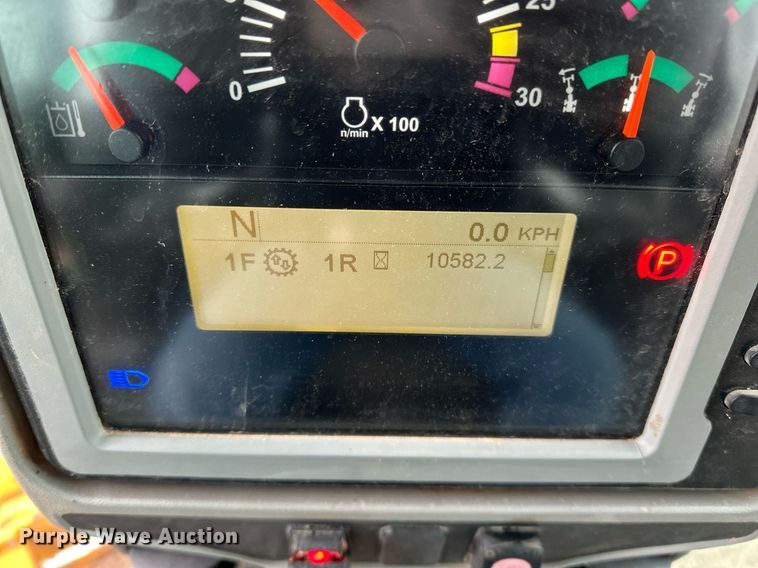 0
25
30
n/min X 100
N 0.0 KPH
1F 1R 10582.2
P
Purple Wave Auction